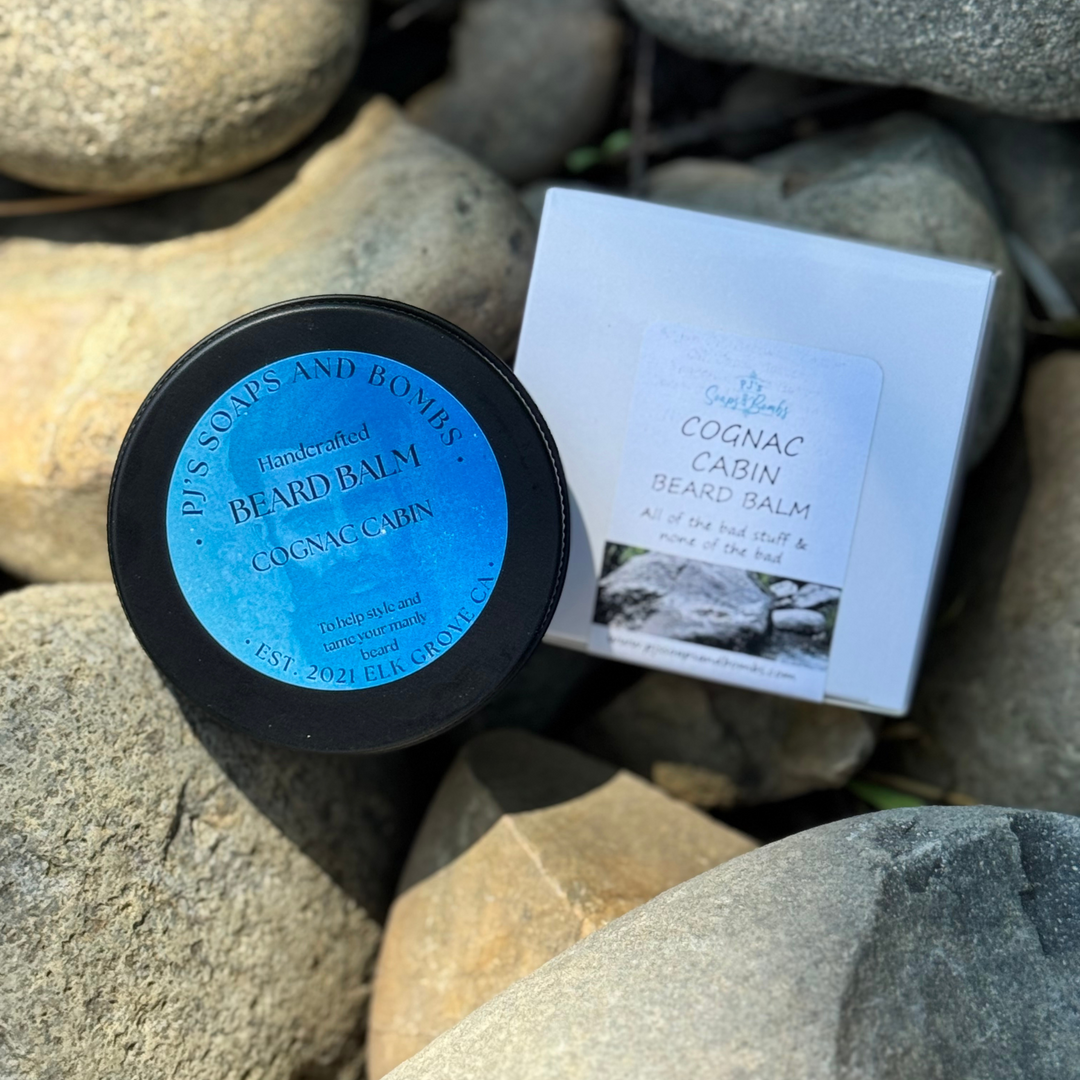 • PJ'S SOAPS AND BOMBS •
Handcrafted
BEARD BALM
COGNAC CABIN
To help style and
tame your manly
beard
• EST. 2021 ELK GROVE CA •
PJ's
Soaps & Bombs
COGNAC
CABIN
BEARD BALM
All of the bad stuff &
none of the bad
www.pjssoapsandbombs.com